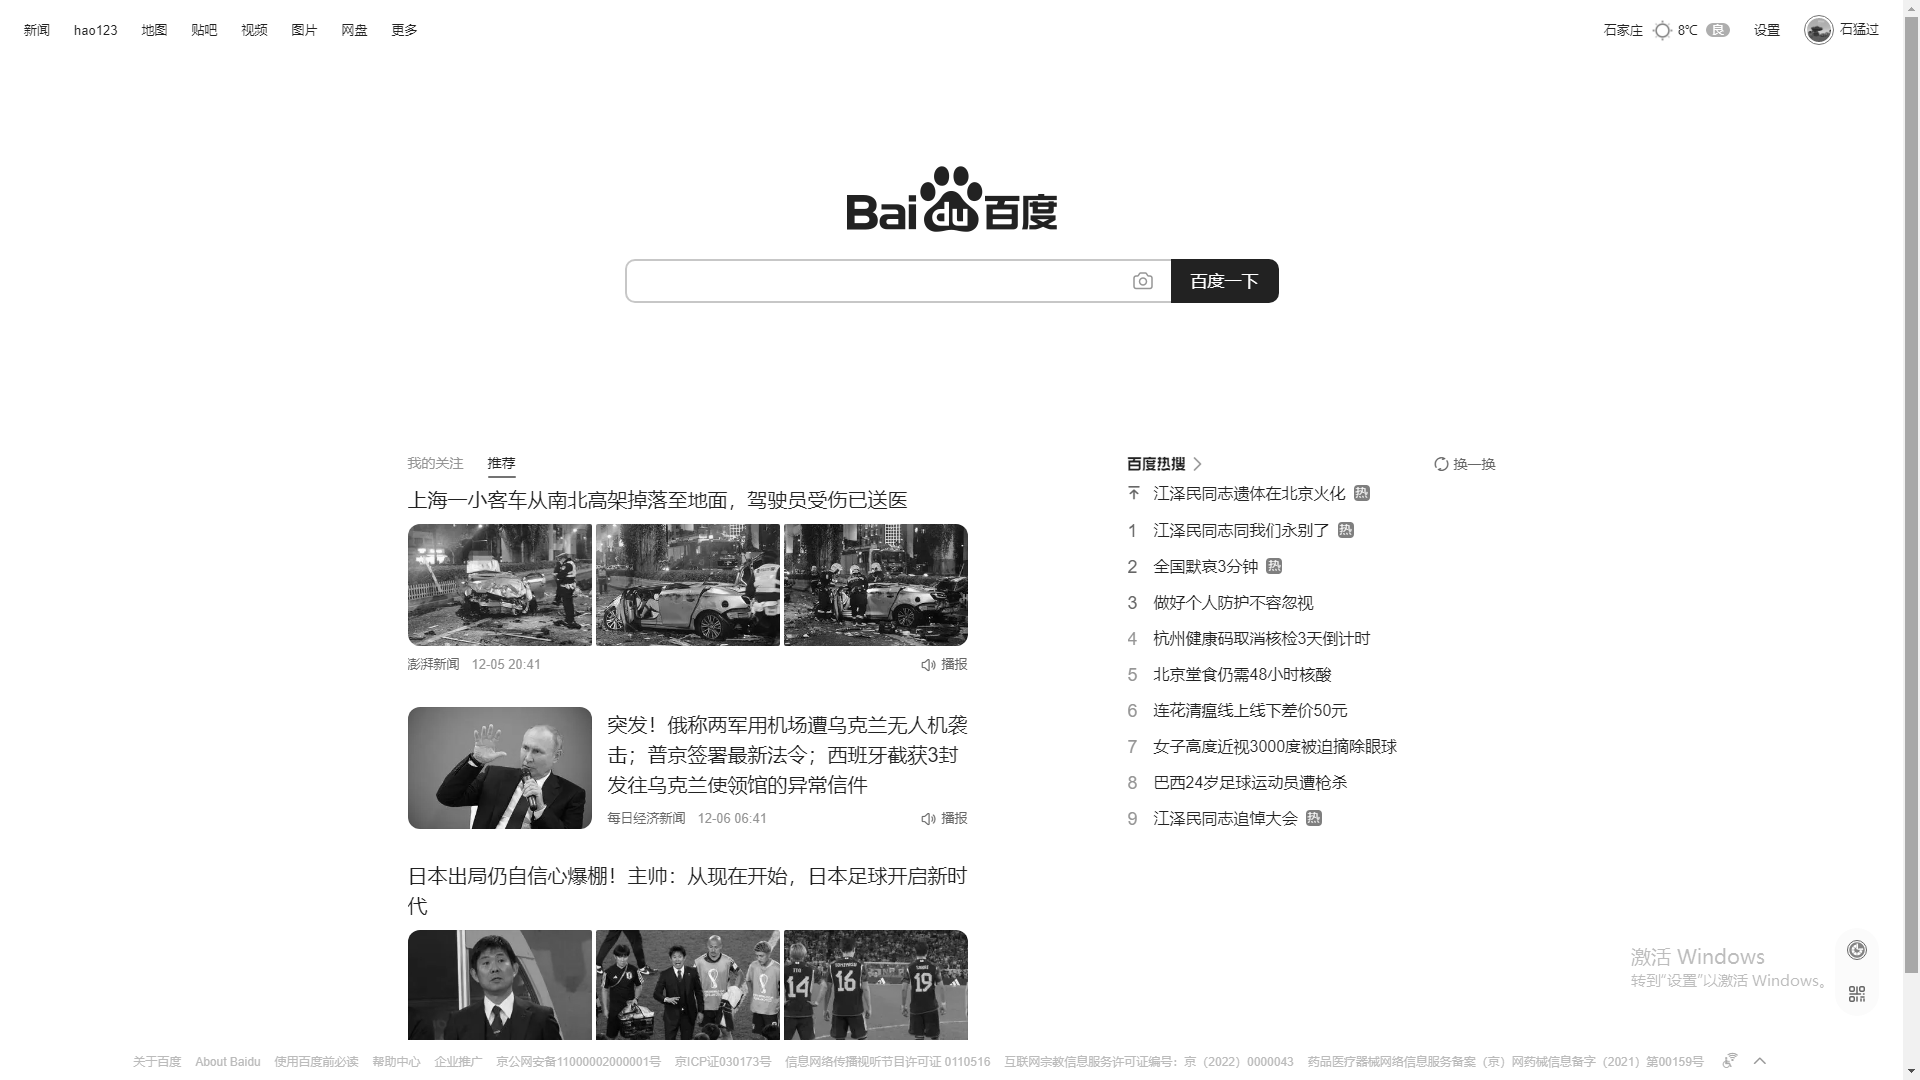 新闻 hao123 地图 贴吧 视频 图片 网盘 更多
石家庄 8℃ 良 设置 石猛过
Bai du 百度
百度一下
我的关注 推荐
上海一小客车从南北高架掉落至地面，驾驶员受伤已送医
澎湃新闻 12-05 20:41 播报
突发！俄称两军用机场遭乌克兰无人机袭
击；普京签署最新法令；西班牙截获3封
发往乌克兰使领馆的异常信件
每日经济新闻 12-06 06:41 播报
日本出局仍自信心爆棚！主帅：从现在开始，日本足球开启新时
代
14 16 19
百度热搜 换一换
江泽民同志遗体在北京火化 热
1 江泽民同志同我们永别了 热
2 全国默哀3分钟 热
3 做好个人防护不容忽视
4 杭州健康码取消核检3天倒计时
5 北京堂食仍需48小时核酸
6 连花清瘟线上线下差价50元
7 女子高度近视3000度被迫摘除眼球
8 巴西24岁足球运动员遭枪杀
9 江泽民同志追悼大会 热
激活 Windows
转到“设置”以激活 Windows。
关于百度 About Baidu 使用百度前必读 帮助中心 企业推广 京公网安备11000002000001号 京ICP证030173号 信息网络传播视听节目许可证 0110516 互联网宗教信息服务许可证编号：京（2022）0000043 药品医疗器械网络信息服务备案（京）网药械信息备字（2021）第00159号